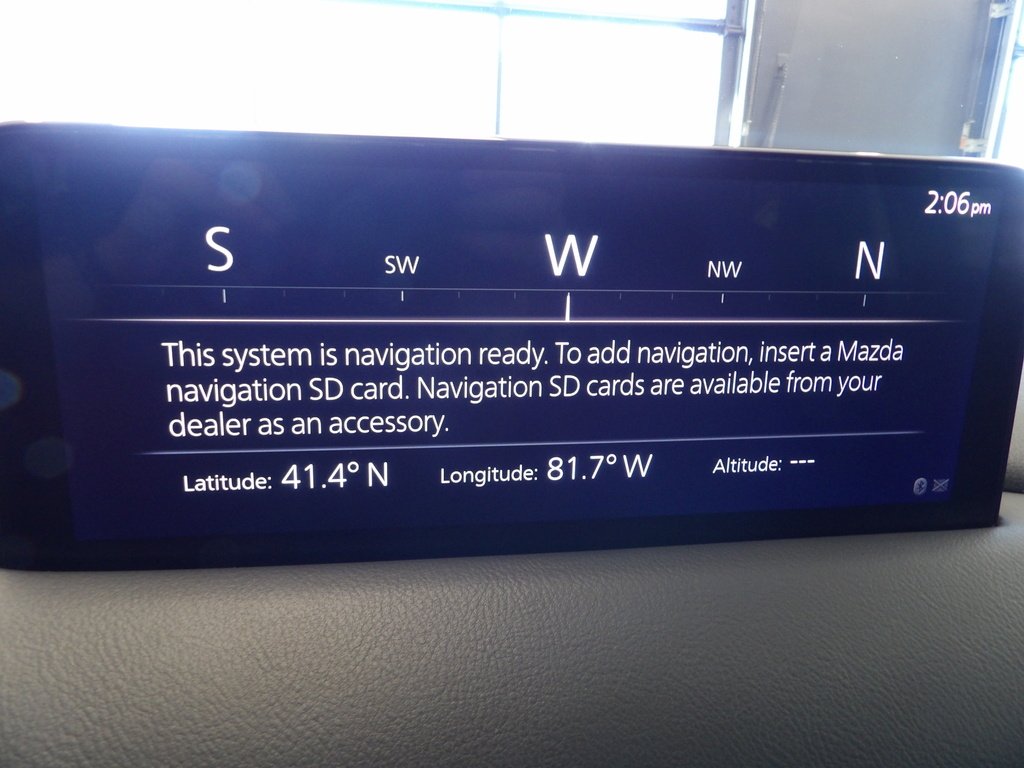 2:06pm
S SW W NW N
This system is navigation ready. To add navigation, insert a Mazda
navigation SD card. Navigation SD cards are available from your
dealer as an accessory.
Latitude: 41.4° N Longitude: 81.7° W Altitude: ---